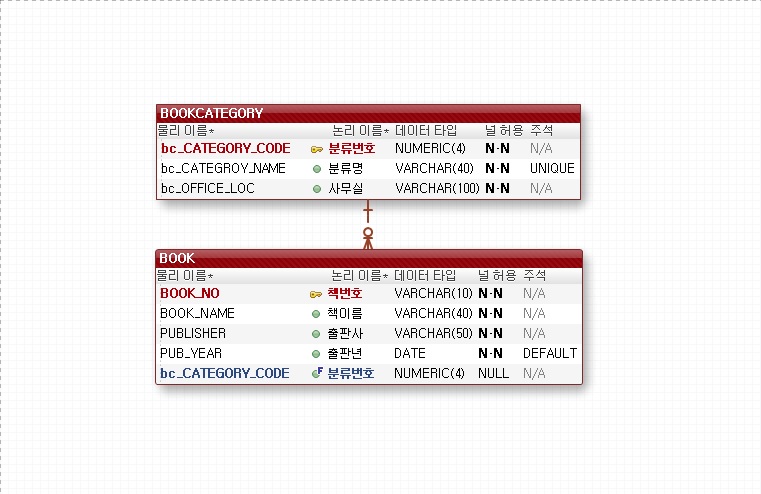 BOOKCATEGORY
물리 이름* 논리 이름* 데이터 타입 널 허용 주석
bc_CATEGORY_CODE 분류번호 NUMERIC(4) N-N N/A
bc_CATEGROY_NAME 분류명 VARCHAR(40) N-N UNIQUE
bc_OFFICE_LOC 사무실 VARCHAR(100) N-N N/A
BOOK
물리 이름* 논리 이름* 데이터 타입 널 허용 주석
BOOK_NO 책번호 VARCHAR(10) N-N N/A
BOOK_NAME 책이름 VARCHAR(40) N-N N/A
PUBLISHER 출판사 VARCHAR(50) N-N N/A
PUB_YEAR 출판년 DATE N-N DEFAULT
bc_CATEGORY_CODE F 분류번호 NUMERIC(4) NULL N/A